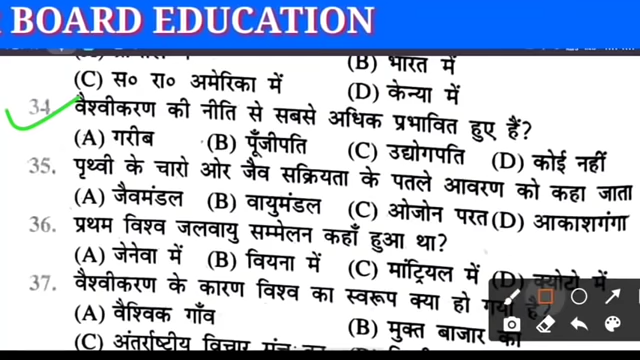 BOARD EDUCATION
(B) भारत में
(C) स० रा० अमेरिका में (D) केन्या में
34 वैश्वीकरण की नीति से सबसे अधिक प्रभावित हुए हैं?
(A) गरीब (B) पूँजीपति (C) उद्योगपति (D) कोई नहीं
35. पृथ्वी के चारो ओर जैव सक्रियता के पतले आवरण को कहा जाता
(A) जैवमंडल (B) वायुमंडल (C) ओजोन परत (D) आकाशगंगा
36. प्रथम विश्व जलवायु सम्मेलन कहाँ हुआ था?
(A) जेनेवा में (B) वियना में (C) मांट्रियल में (D) क्योटो में
37. वैश्वीकरण के कारण विश्व का स्वरूप क्या हो गया है?
(A) वैश्विक गाँव (B) मुक्त बाजार का
(C) अंतर्राष्टीय विचार मंच का